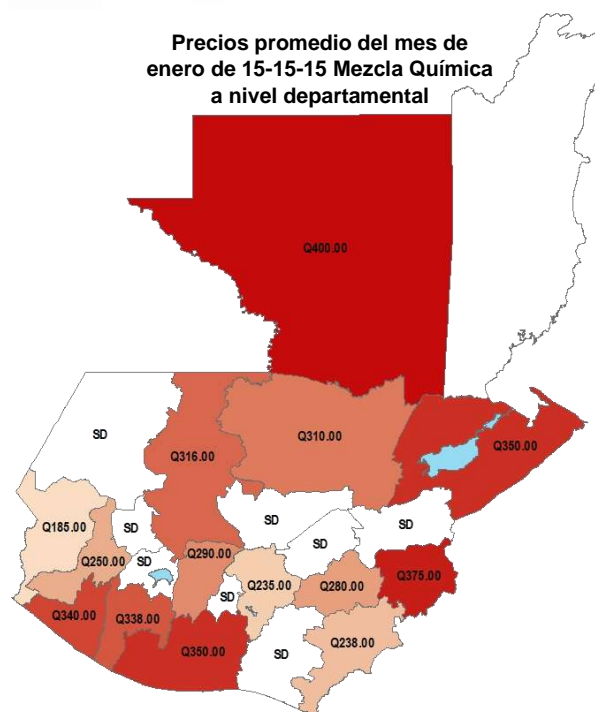 Precios promedio del mes de
enero de 15-15-15 Mezcla Química
a nivel departamental
Q400.00
SD
Q316.00
Q310.00
Q350.00
Q185.00
SD
SD
SD
SD
Q250.00
SD
Q290.00
Q235.00
Q280.00
Q375.00
Q340.00
Q338.00
SD
Q350.00
SD
Q238.00